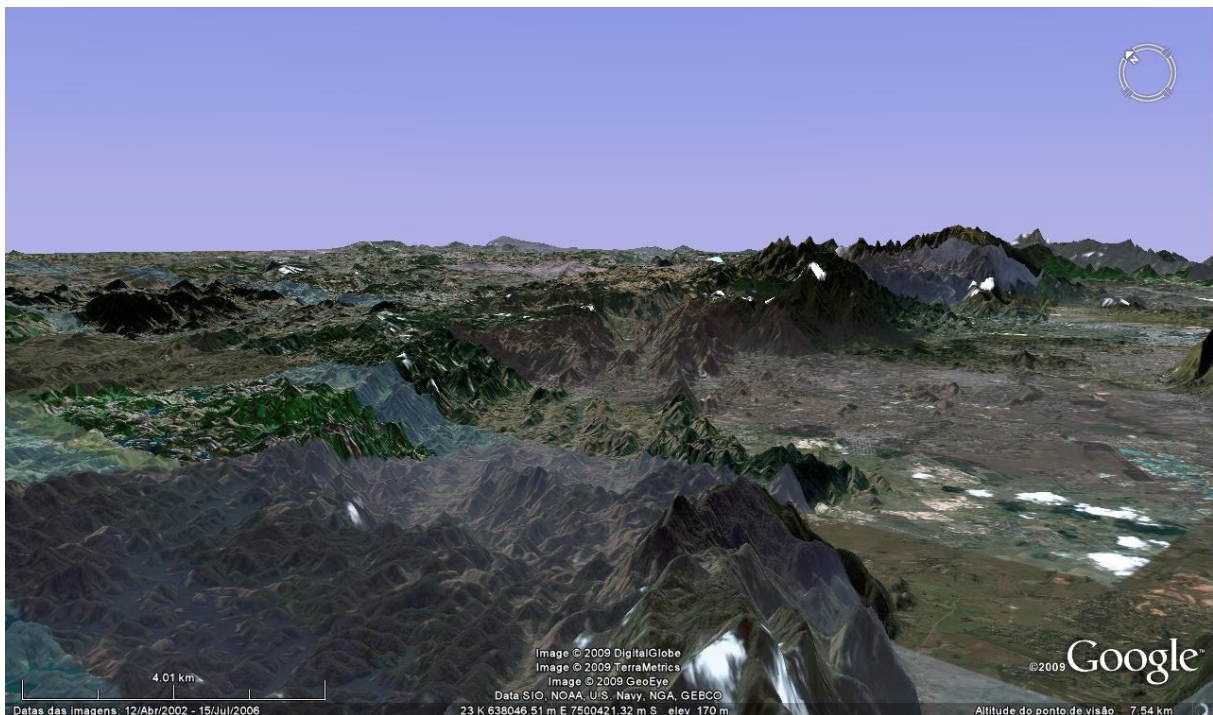 N
4.01 km
Image © 2009 DigitalGlobe
Image © 2009 TerraMetrics
Image © 2009 GeoEye
Data SIO, NOAA, U.S. Navy, NGA, GEBCO
©2009 Google™
Datas das imagens: 12/Abr/2002 - 15/Jul/2006
23 K 638046.51 m E 7500421.32 m S elev 170 m
Altitude do ponto de visão 7.54 km